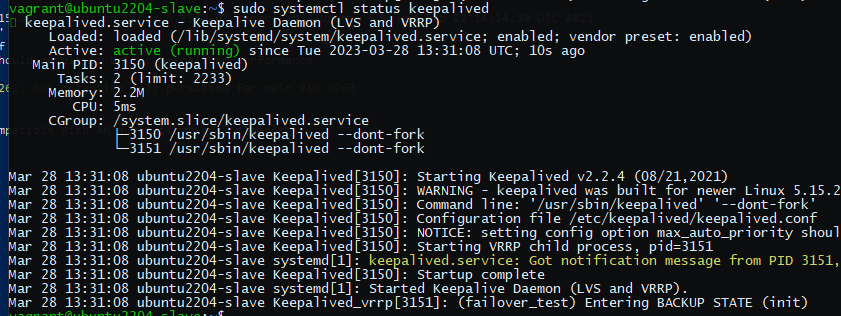 vagrant@ubuntu2204-slave:~$ sudo systemctl status keepalived
keepalived.service - Keepalive Daemon (LVS and VRRP)
Loaded: loaded (/lib/systemd/system/keepalived.service; enabled; vendor preset: enabled)
Active: active (running) since Tue 2023-03-28 13:31:08 UTC; 10s ago
Main PID: 3150 (keepalived)
Tasks: 2 (limit: 2233)
Memory: 2.2M
CPU: 5ms
CGroup: /system.slice/keepalived.service
├─3150 /usr/sbin/keepalived --dont-fork
└─3151 /usr/sbin/keepalived --dont-fork
Mar 28 13:31:08 ubuntu2204-slave Keepalived[3150]: Starting Keepalived v2.2.4 (08/21,2021)
Mar 28 13:31:08 ubuntu2204-slave Keepalived[3150]: WARNING - keepalived was built for newer Linux 5.15.2
Mar 28 13:31:08 ubuntu2204-slave Keepalived[3150]: Command line: '/usr/sbin/keepalived' '--dont-fork'
Mar 28 13:31:08 ubuntu2204-slave Keepalived[3150]: Configuration file /etc/keepalived/keepalived.conf
Mar 28 13:31:08 ubuntu2204-slave Keepalived[3150]: NOTICE: setting config option max_auto_priority shoul
Mar 28 13:31:08 ubuntu2204-slave Keepalived[3150]: Starting VRRP child process, pid=3151
Mar 28 13:31:08 ubuntu2204-slave systemd[1]: keepalived.service: Got notification message from PID 3151,
Mar 28 13:31:08 ubuntu2204-slave Keepalived[3150]: Startup complete
Mar 28 13:31:08 ubuntu2204-slave systemd[1]: Started Keepalive Daemon (LVS and VRRP).
Mar 28 13:31:08 ubuntu2204-slave Keepalived_vrrp[3151]: (failover_test) Entering BACKUP STATE (init)
vagrant@ubuntu2204-slave:~$